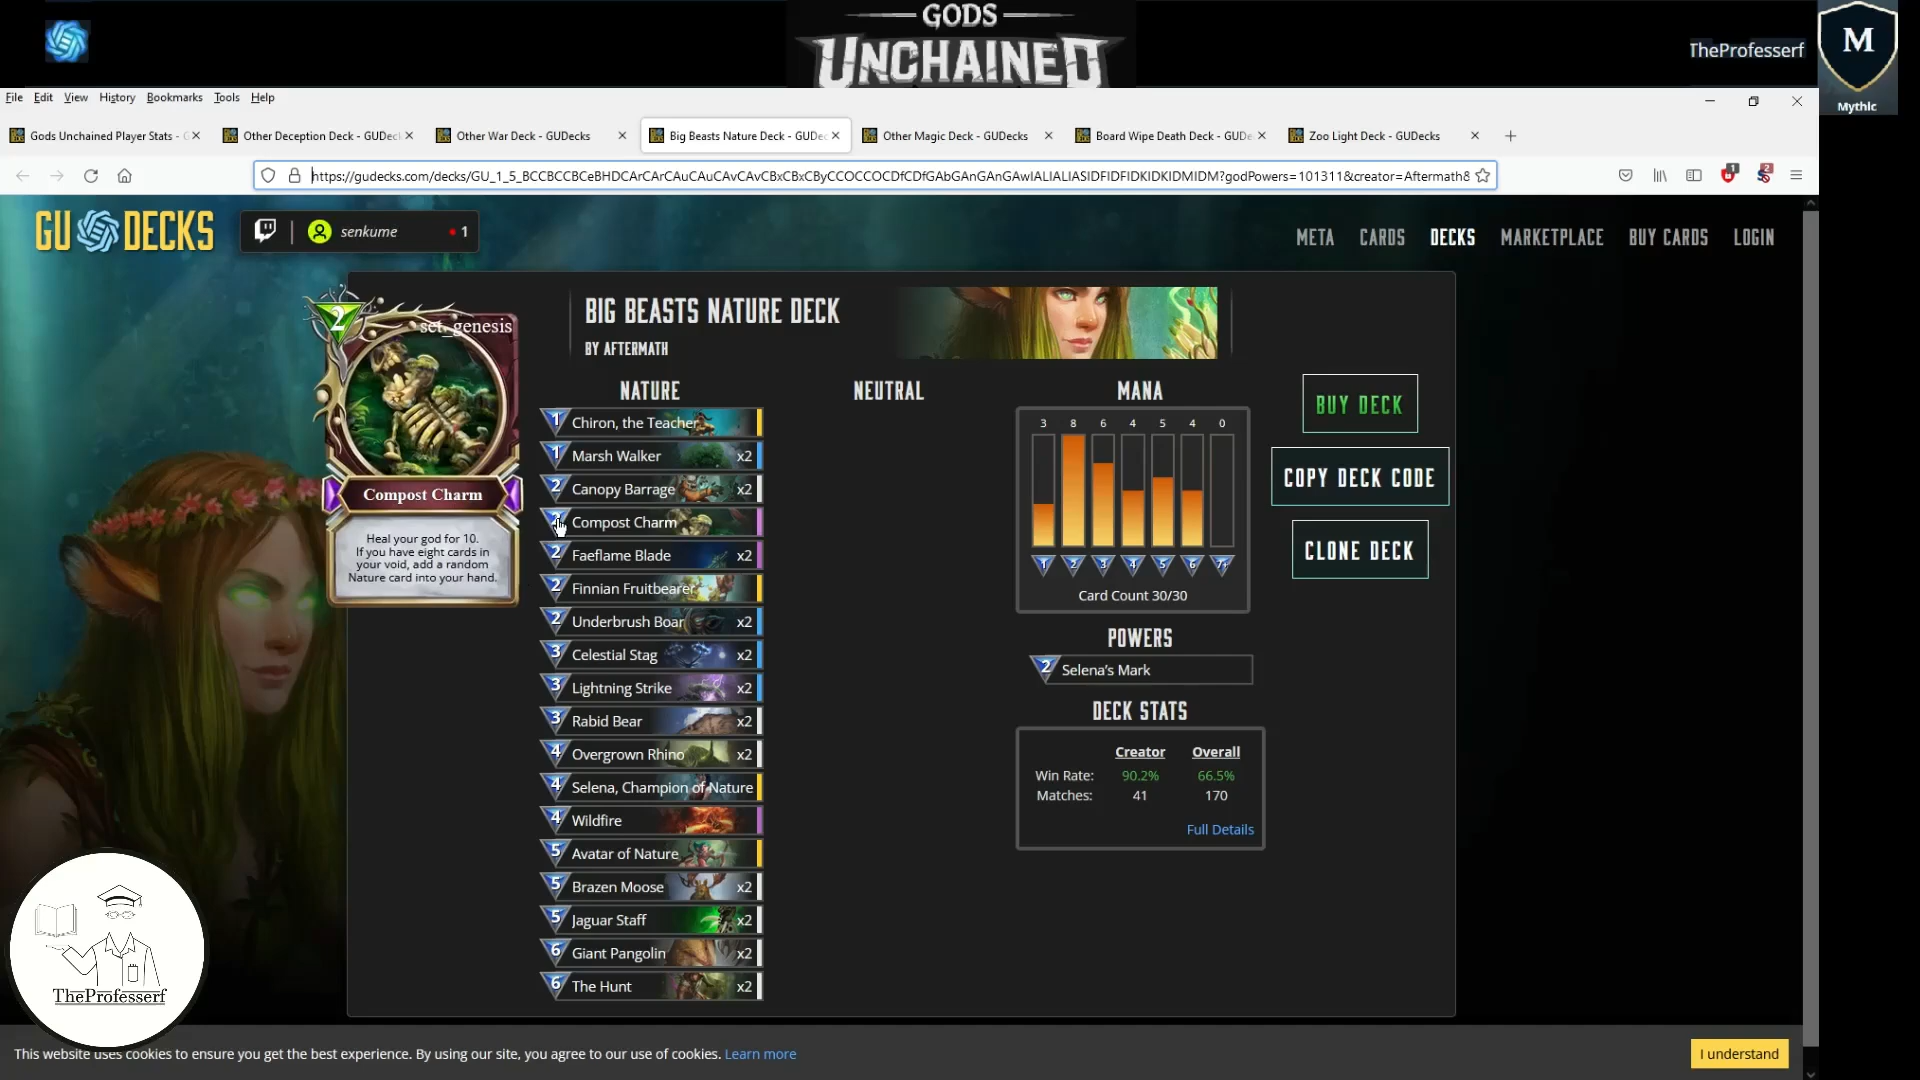 GODS
UNCHAINED
TheProfesserf
M
Mythic
File Edit View History Bookmarks Tools Help
Gods Unchained Player Stats - G
Other Deception Deck - GUDeck
Other War Deck - GUDecks
Big Beasts Nature Deck - GUDec
Other Magic Deck - GUDecks
Board Wipe Death Deck - GUDe
Zoo Light Deck - GUDecks
https://gudecks.com/decks/GU_1_5_BCCBCCBCeBHDCArCArCAuCAuCAvCAvCBxCBxCByCCOCCOCDfCDfGAbGAnGAnGAwIALIALIASIDFIDFIDKIDKIDMIDM?godPowers=101311&creator=Aftermath&
1
2
GU DECKS
senkume
1
META CARDS DECKS MARKETPLACE BUY CARDS LOGIN
2
set_genesis
Compost Charm
Heal your god for 10.
If you have eight cards in
your void, add a random
Nature card into your hand.
BIG BEASTS NATURE DECK
BY AFTERMATH
NATURE
1 Chiron, the Teacher
1 Marsh Walker x2
2 Canopy Barrage x2
Compost Charm
2 Faeflame Blade x2
2 Finnian Fruitbearer
2 Underbrush Boar x2
3 Celestial Stag x2
3 Lightning Strike x2
3 Rabid Bear x2
4 Overgrown Rhino x2
4 Selena, Champion of Nature
4 Wildfire
5 Avatar of Nature
5 Brazen Moose x2
5 Jaguar Staff x2
6 Giant Pangolin x2
6 The Hunt x2
NEUTRAL
MANA
3 8 6 4 5 4 0
1 2 3 4 5 6 7+
Card Count 30/30
POWERS
2 Selena's Mark
DECK STATS
Creator Overall
Win Rate: 90.2% 66.5%
Matches: 41 170
Full Details
BUY DECK
COPY DECK CODE
CLONE DECK
TheProfesserf
This website uses cookies to ensure you get the best experience. By using our site, you agree to our use of cookies. Learn more
I understand